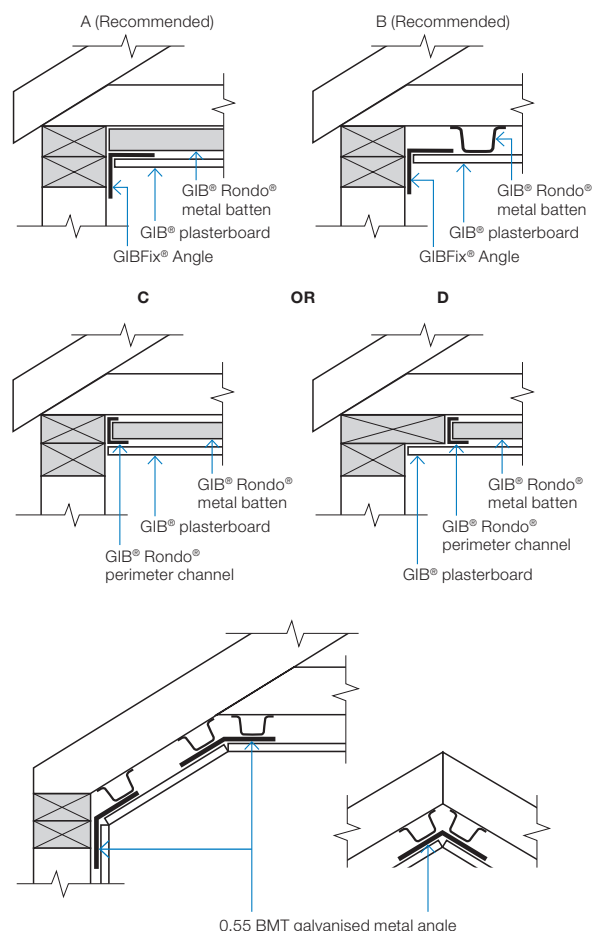 A (Recommended)
B (Recommended)
GIB® Rondo®
metal batten
GIB® plasterboard
GIBFix® Angle
GIB® Rondo®
metal batten
GIB® plasterboard
GIBFix® Angle
C
OR
D
GIB® Rondo®
metal batten
GIB® plasterboard
GIB® Rondo®
perimeter channel
GIB® Rondo®
metal batten
GIB® Rondo®
perimeter channel
GIB® plasterboard
0.55 BMT galvanised metal angle